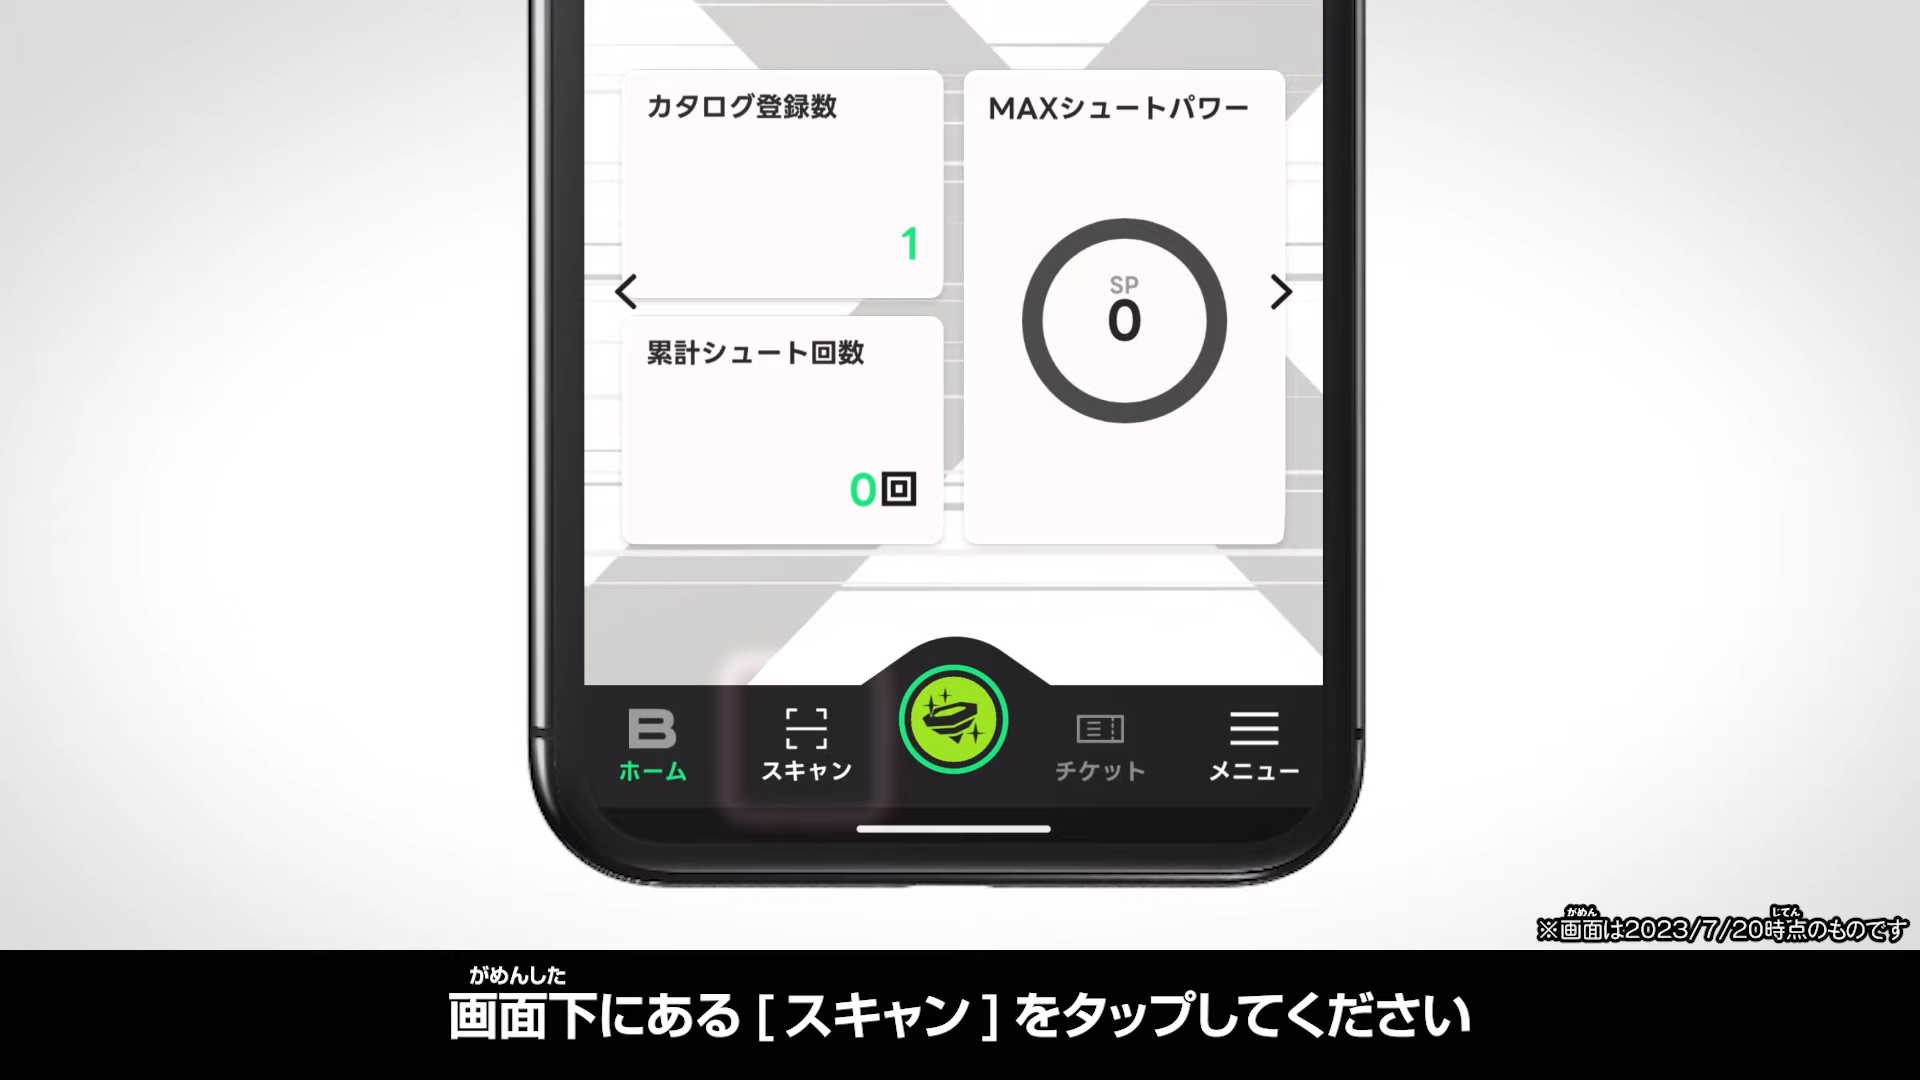 カタログ登録数
1
MAXシュートパワー
SP
0
累計シュート回数
0回
B
ホーム
スキャン
チケット
メニュー
がめん じてん
※画面は2023/7/20時点のものです
がめんした
画面下にある[スキャン]をタップしてください